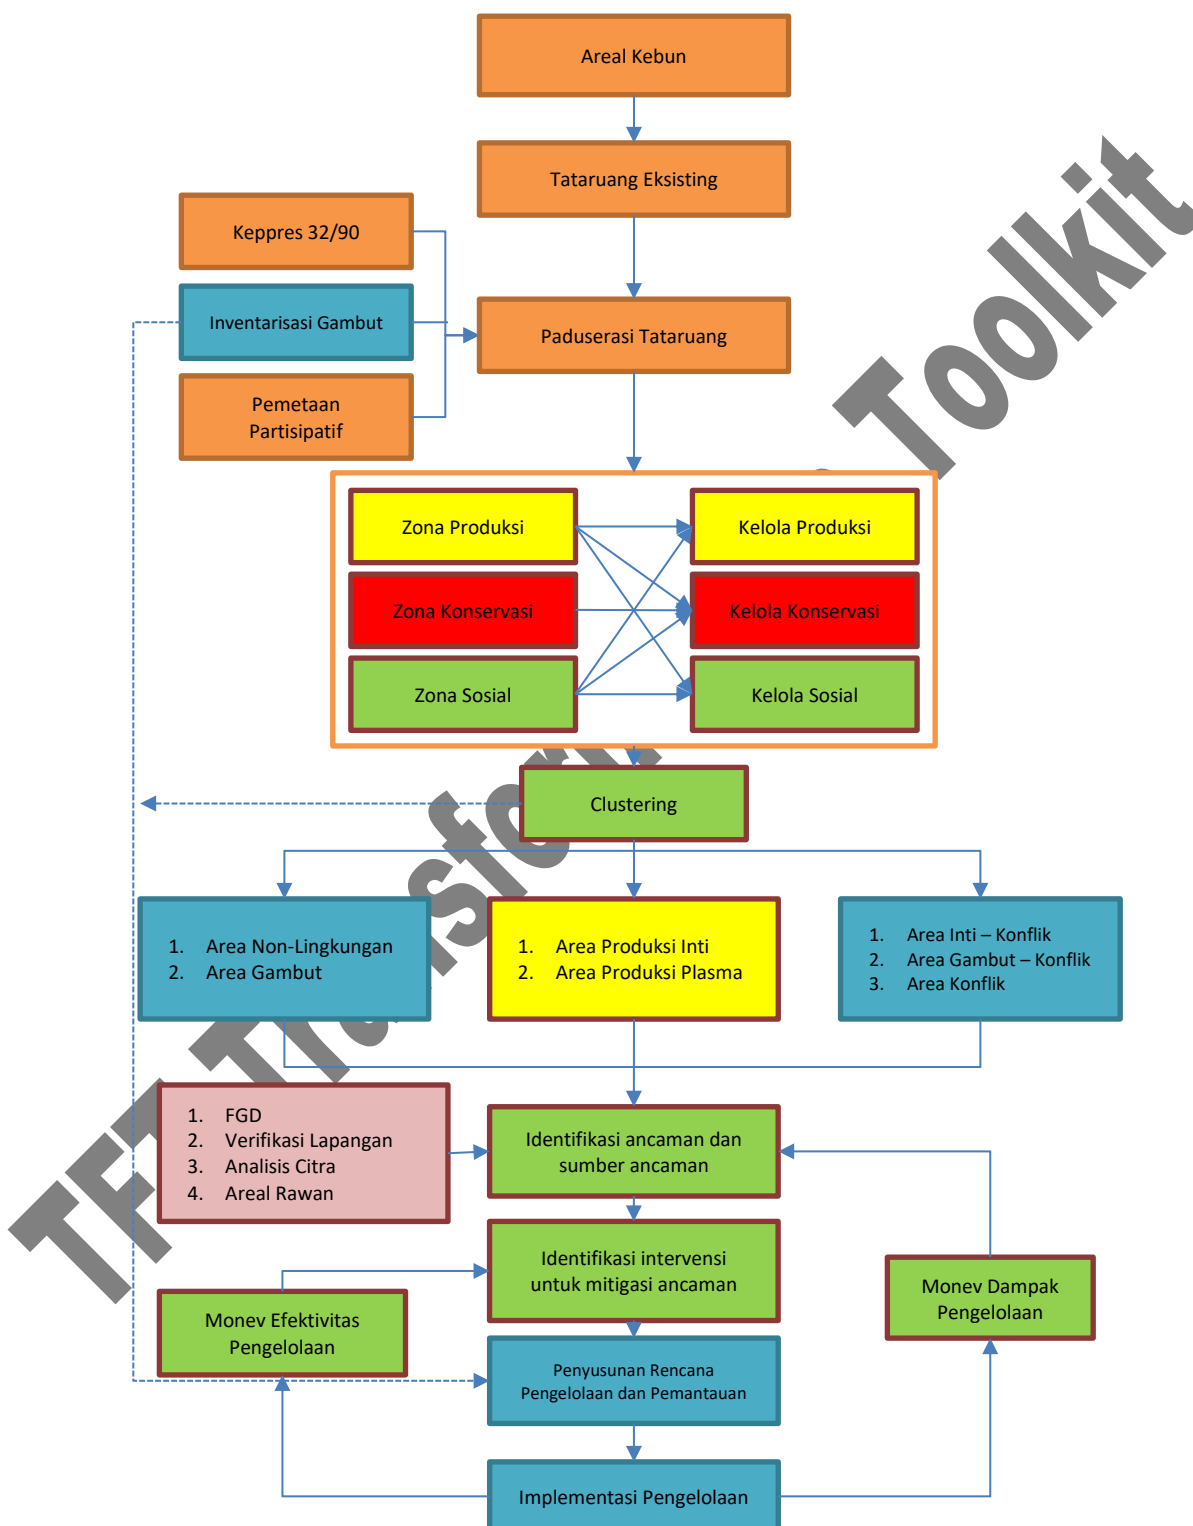 Areal Kebun
Tataruang Eksisting
Keppres 32/90
Inventarisasi Gambut
Paduserasi Tataruang
Pemetaan
Partisipatif
Zona Produksi
Kelola Produksi
Zona Konservasi
Kelola Konservasi
Zona Sosial
Kelola Sosial
Clustering
1. Area Non-Lingkungan
2. Area Gambut
1. Area Produksi Inti
2. Area Produksi Plasma
1. Area Inti – Konflik
2. Area Gambut – Konflik
3. Area Konflik
1. FGD
2. Verifikasi Lapangan
3. Analisis Citra
4. Areal Rawan
Identifikasi ancaman dan
sumber ancaman
Identifikasi intervensi
untuk mitigasi ancaman
Monev Efektivitas
Pengelolaan
Monev Dampak
Pengelolaan
Penyusunan Rencana
Pengelolaan dan Pemantauan
Implementasi Pengelolaan
Toolkit